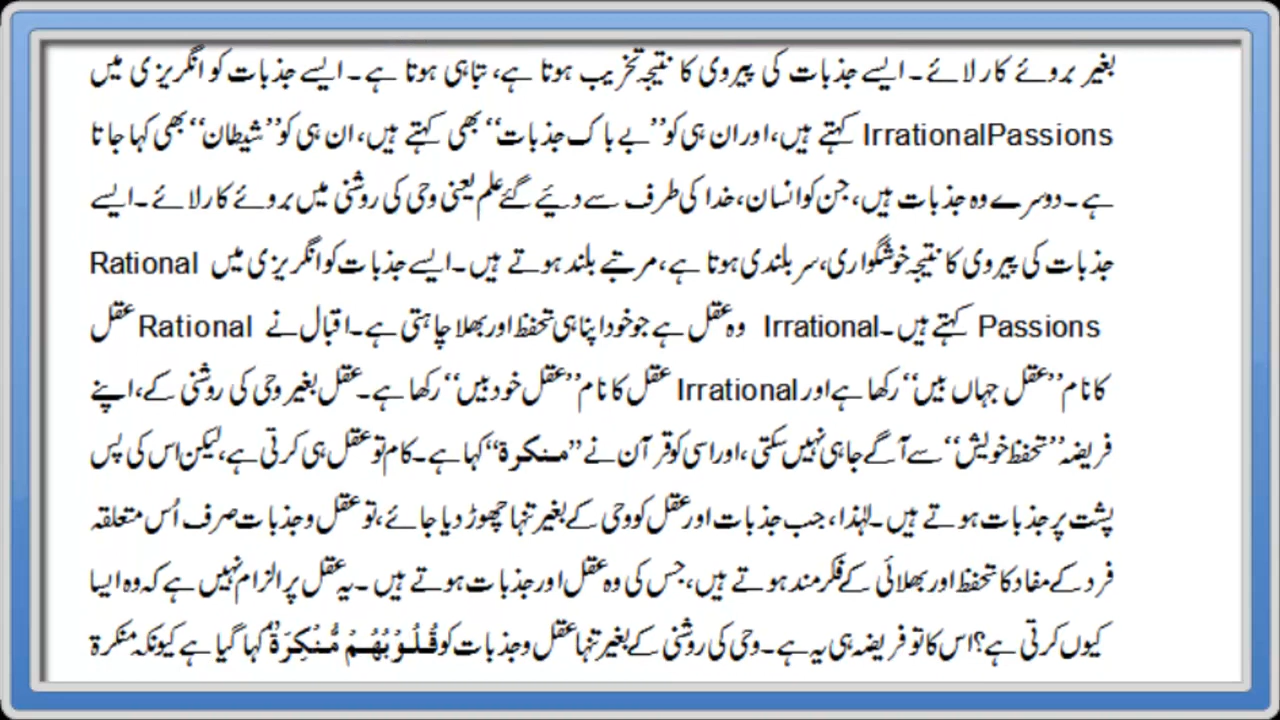 بغیر بروئے کار لائے۔ ایسے جذبات کی پیروی کا نتیجہ تخریب ہوتا ہے، تباہی ہوتا ہے۔ ایسے جذبات کو انگریزی میں
IrrationalPassions کہتے ہیں، اور ان ہی کو ’’بے باک جذبات‘‘ بھی کہتے ہیں، ان ہی کو ’’شیطان‘‘ بھی کہا جاتا
ہے۔ دوسرے وہ جذبات ہیں، جن کو انسان، خدا کی طرف سے دیئے گئے علم یعنی وحی کی روشنی میں بروئے کار لائے۔ ایسے
جذبات کی پیروی کا نتیجہ خوشگواری، سر بلندی ہوتا ہے، مرتبے بلند ہوتے ہیں۔ ایسے جذبات کو انگریزی میں Rational
Passions کہتے ہیں۔ Irrational وہ عقل ہے جو خود اپنا ہی تحفظ اور بھلا چاہتی ہے۔ اقبال نے Rational عقل
کا نام ’’عقل جہاں بیں‘‘ رکھا ہے اور Irrational عقل کا نام ’’عقل خود بیں‘‘ رکھا ہے۔ عقل بغیر وحی کی روشنی کے، اپنے
فریضہ ’’تحفظ خویش‘‘ سے آگے جا ہی نہیں سکتی، اور اسی کو قرآن نے ’’منکرة‘‘ کہا ہے۔ کام تو عقل ہی کرتی ہے، لیکن اس کی پس
پشت پر جذبات ہوتے ہیں۔ لہٰذا، جب جذبات اور عقل کو وحی کے بغیر تنہا چھوڑ دیا جائے، تو عقل و جذبات صرف اُس متعلقہ
فرد کے مفاد کا تحفظ اور بھلائی کے فکر مند ہوتے ہیں، جس کی وہ عقل اور جذبات ہوتے ہیں۔ یہ عقل پر الزام نہیں ہے کہ وہ ایسا
کیوں کرتی ہے؟ اس کا تو فریضہ ہی یہ ہے۔ وحی کی روشنی کے بغیر تنہا عقل و جذبات کو قُلُوْبُهُمْ مُّنْكِرَةٌ کہا گیا ہے کیونکہ منکرة